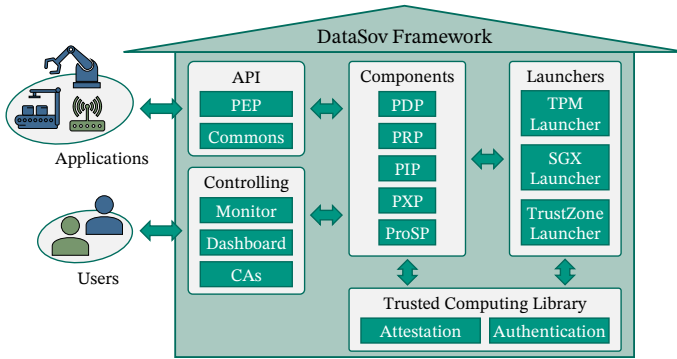 DataSov Framework
API
PEP
Commons
Applications
Controlling
Monitor
Dashboard
CAs
Users
Components
PDP
PRP
PIP
PXP
ProSP
Launchers
TPM
Launcher
SGX
Launcher
TrustZone
Launcher
Trusted Computing Library
Attestation
Authentication